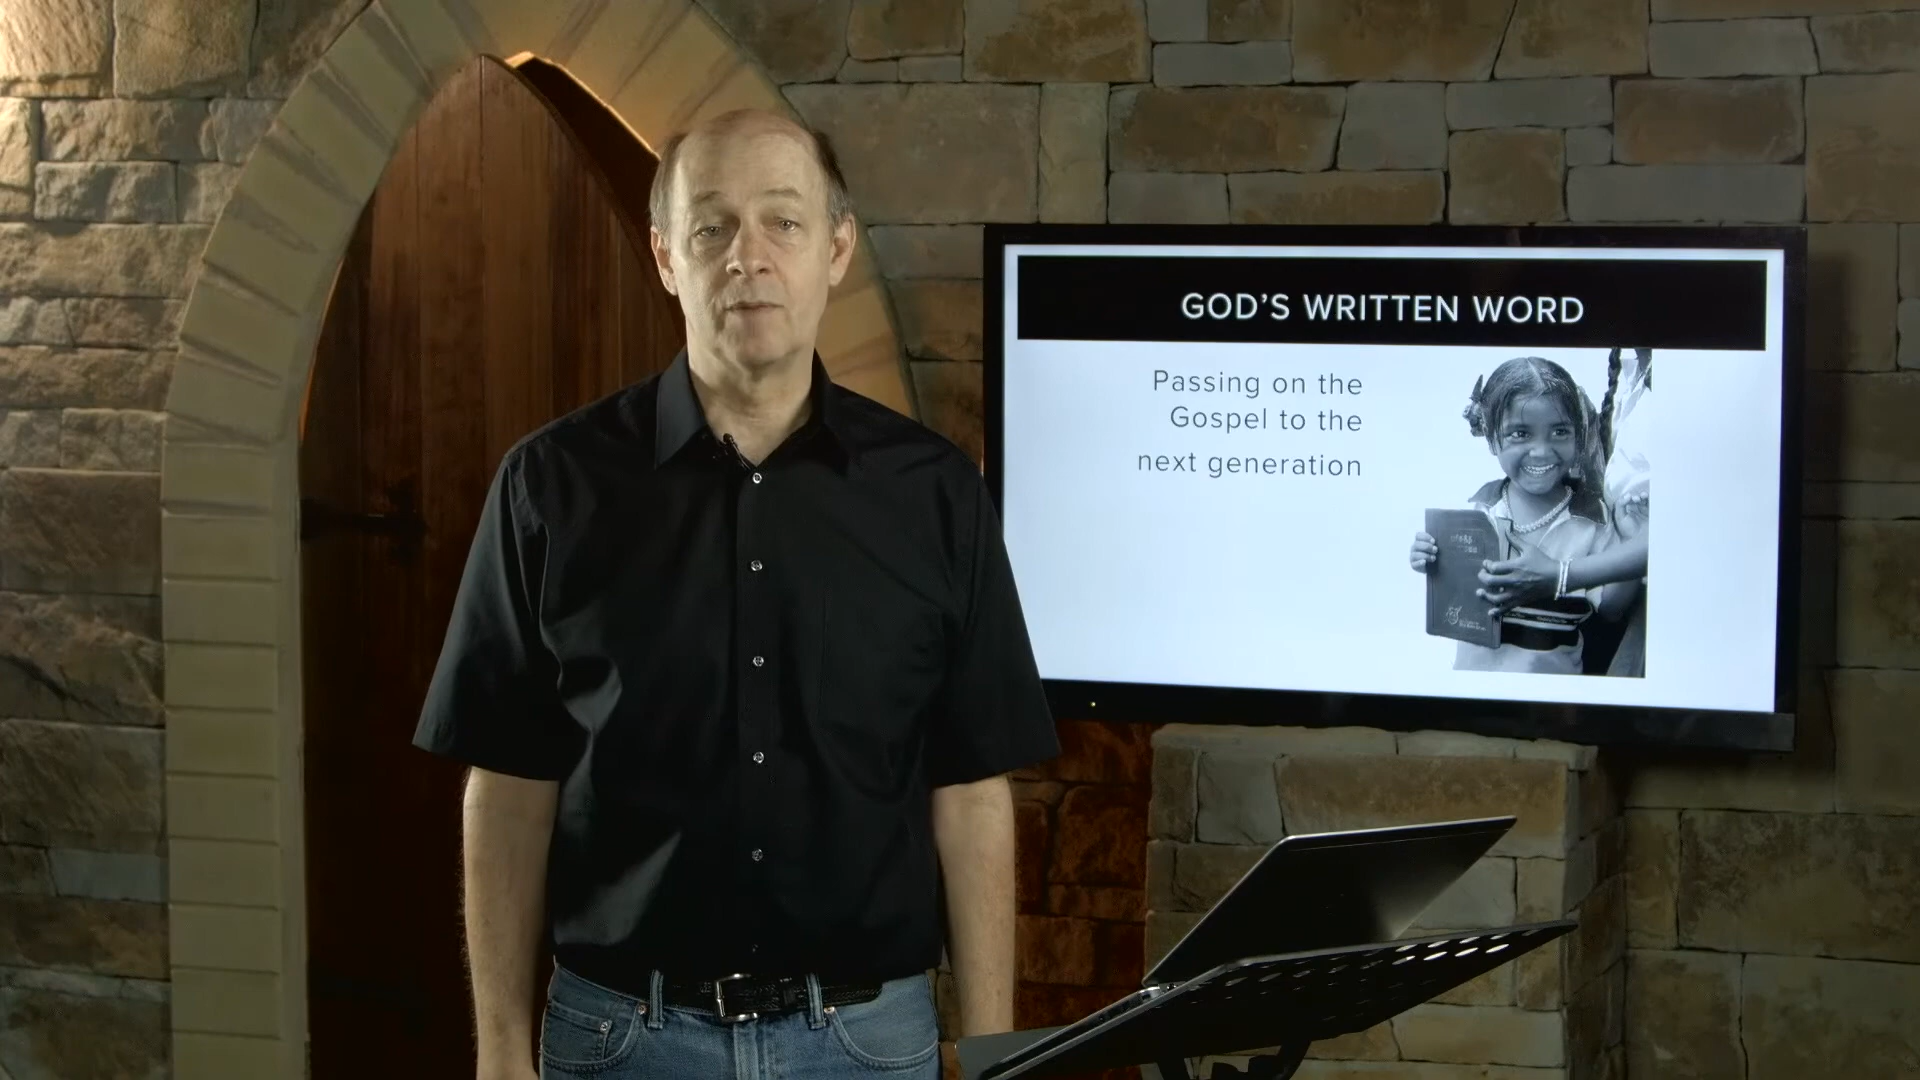 GOD'S WRITTEN WORD
Passing on the
Gospel to the
next generation